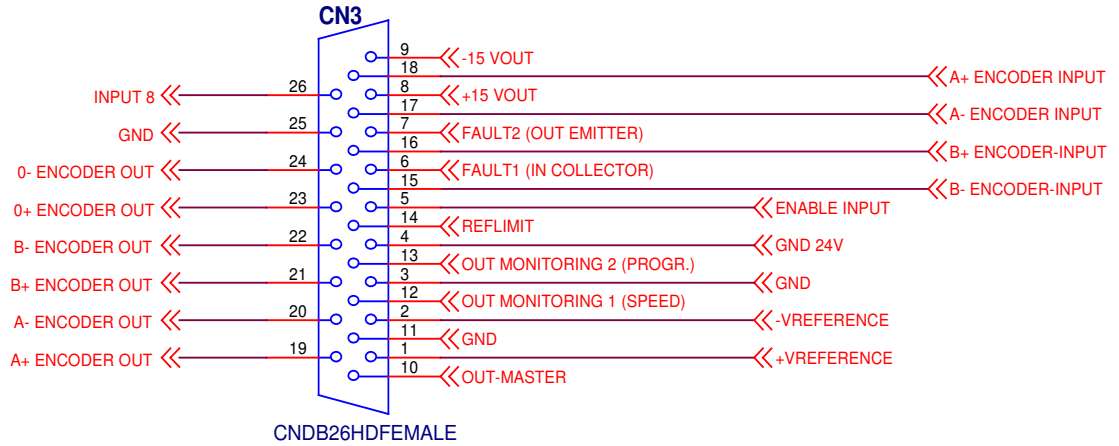 CN3
9 -15 VOUT
18 A+ ENCODER INPUT
INPUT 8 26 8 +15 VOUT
17 A- ENCODER INPUT
GND 25 7 FAULT2 (OUT EMITTER)
16 B+ ENCODER-INPUT
0- ENCODER OUT 24 6 FAULT1 (IN COLLECTOR)
15 B- ENCODER-INPUT
0+ ENCODER OUT 23 5 ENABLE INPUT
14 REFLIMIT
B- ENCODER OUT 22 4 GND 24V
13 OUT MONITORING 2 (PROGR.)
B+ ENCODER OUT 21 3 GND
12 OUT MONITORING 1 (SPEED)
A- ENCODER OUT 20 2 -VREFERENCE
11 GND
A+ ENCODER OUT 19 1 +VREFERENCE
10 OUT-MASTER
CNDB26HDFEMALE